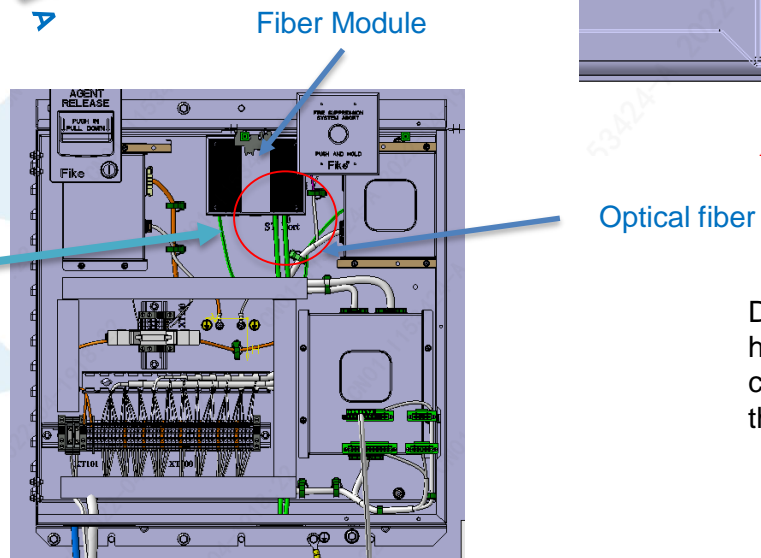 A
A
Fiber Module
AGENT
RELEASE
PUSH IN
PULL DOWN
Fike
FIRE SUPPRESSION
SYSTEM ABORT
PUSH AND HOLD
Fike
Optical fiber
XT101
D
h
c
th